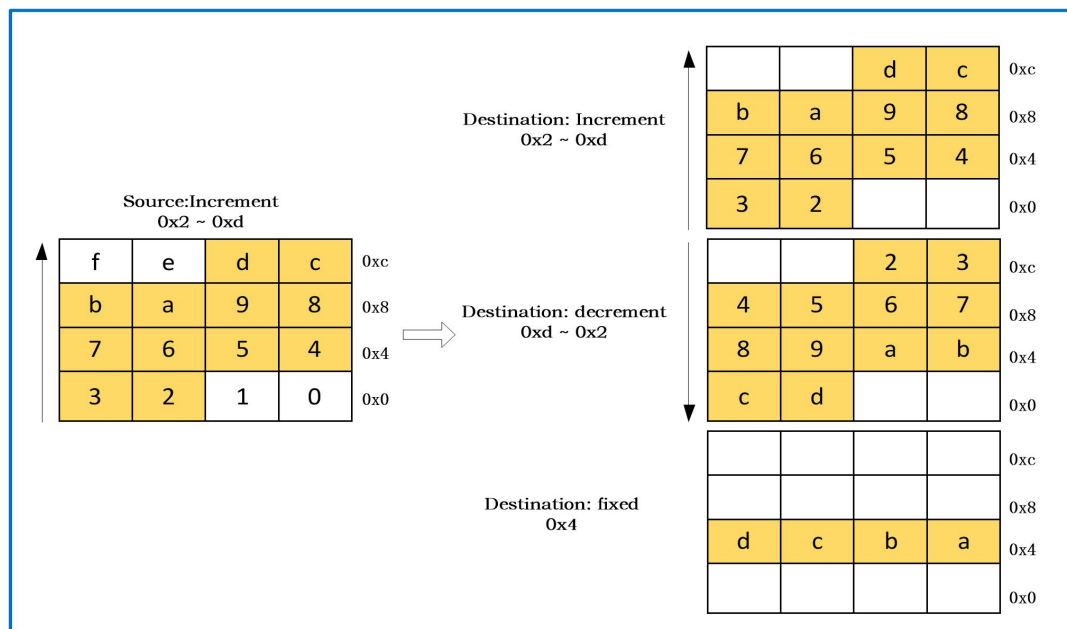 d c 0xc
Destination: Increment
0x2 ~ 0xd
b a 9 8 0x8
7 6 5 4 0x4
3 2 0x0
Source:Increment
0x2 ~ 0xd
f e d c 0xc
b a 9 8 0x8
7 6 5 4 0x4
3 2 1 0 0x0
2 3 0xc
Destination: decrement
0xd ~ 0x2
4 5 6 7 0x8
8 9 a b 0x4
c d 0x0
0xc
Destination: fixed
0x4
0x8
d c b a 0x4
0x0